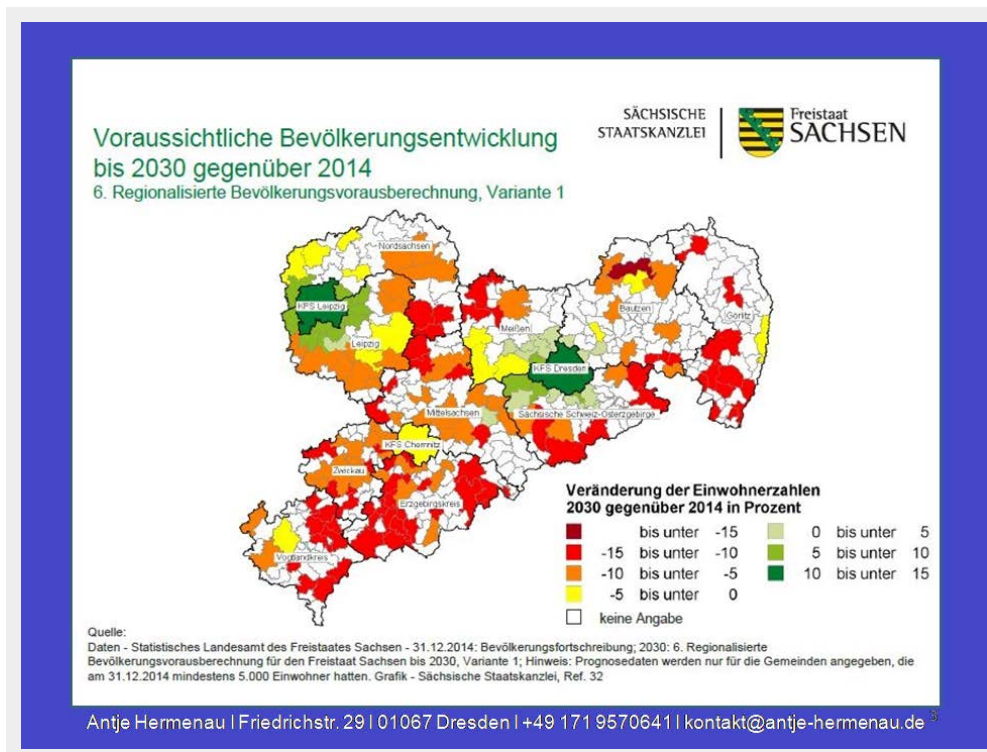 SÄCHSISCHE
STAATSKANZLEI
Freistaat
SACHSEN
Voraussichtliche Bevölkerungsentwicklung
bis 2030 gegenüber 2014
6. Regionalisierte Bevölkerungsvorausberechnung, Variante 1
Nordsachsen
KFS Leipzig
Leipzig
Meißen
Bautzen
Görlitz
KFS Dresden
Mittelsachsen
Sächsische Schweiz-Osterzgebirge
KFS Chemnitz
Zwickau
Erzgebirgskreis
Vogtlandkreis
Veränderung der Einwohnerzahlen
2030 gegenüber 2014 in Prozent
bis unter -15
-15 bis unter -10
-10 bis unter -5
-5 bis unter 0
keine Angabe
0 bis unter 5
5 bis unter 10
10 bis unter 15
Quelle:
Daten - Statistisches Landesamt des Freistaates Sachsen - 31.12.2014: Bevölkerungsfortschreibung; 2030: 6. Regionalisierte
Bevölkerungsvorausberechnung für den Freistaat Sachsen bis 2030, Variante 1; Hinweis: Prognosedaten werden nur für die Gemeinden angegeben, die
am 31.12.2014 mindestens 5.000 Einwohner hatten. Grafik - Sächsische Staatskanzlei, Ref. 32
Antje Hermenau I Friedrichstr. 29 I 01067 Dresden I +49 171 9570641 I kontakt@antje-hermenau.de